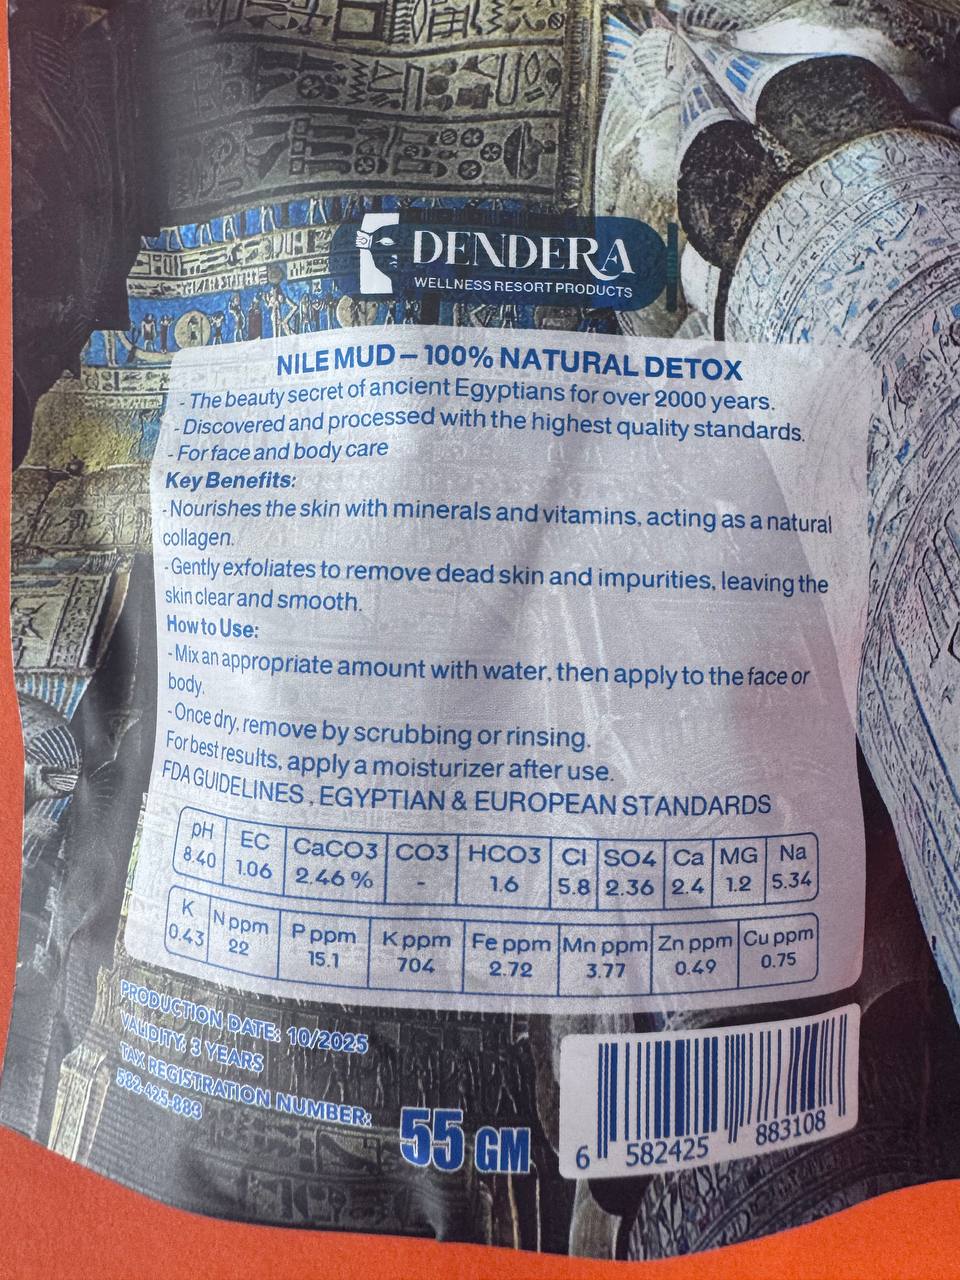 DENDERA
WELLNESS RESORT PRODUCTS
NILE MUD – 100% NATURAL DETOX
- The beauty secret of ancient Egyptians for over 2000 years.
- Discovered and processed with the highest quality standards.
- For face and body care
Key Benefits:
- Nourishes the skin with minerals and vitamins, acting as a natural
collagen.
- Gently exfoliates to remove dead skin and impurities, leaving the
skin clear and smooth.
How to Use:
- Mix an appropriate amount with water, then apply to the face or
body.
- Once dry, remove by scrubbing or rinsing.
For best results, apply a moisturizer after use.
FDA GUIDELINES , EGYPTIAN & EUROPEAN STANDARDS
pH EC CaCO3 CO3 HCO3 Cl SO4 Ca MG Na
8.40 1.06 2.46 % - 1.6 5.8 2.36 2.4 1.2 5.34
K N ppm P ppm K ppm Fe ppm Mn ppm Zn ppm Cu ppm
0.43 22 15.1 704 2.72 3.77 0.49 0.75
PRODUCTION DATE: 10/2025
VALIDITY: 3 YEARS
TAX REGISTRATION NUMBER:
582-425-883
55 GM
6 582425 883108